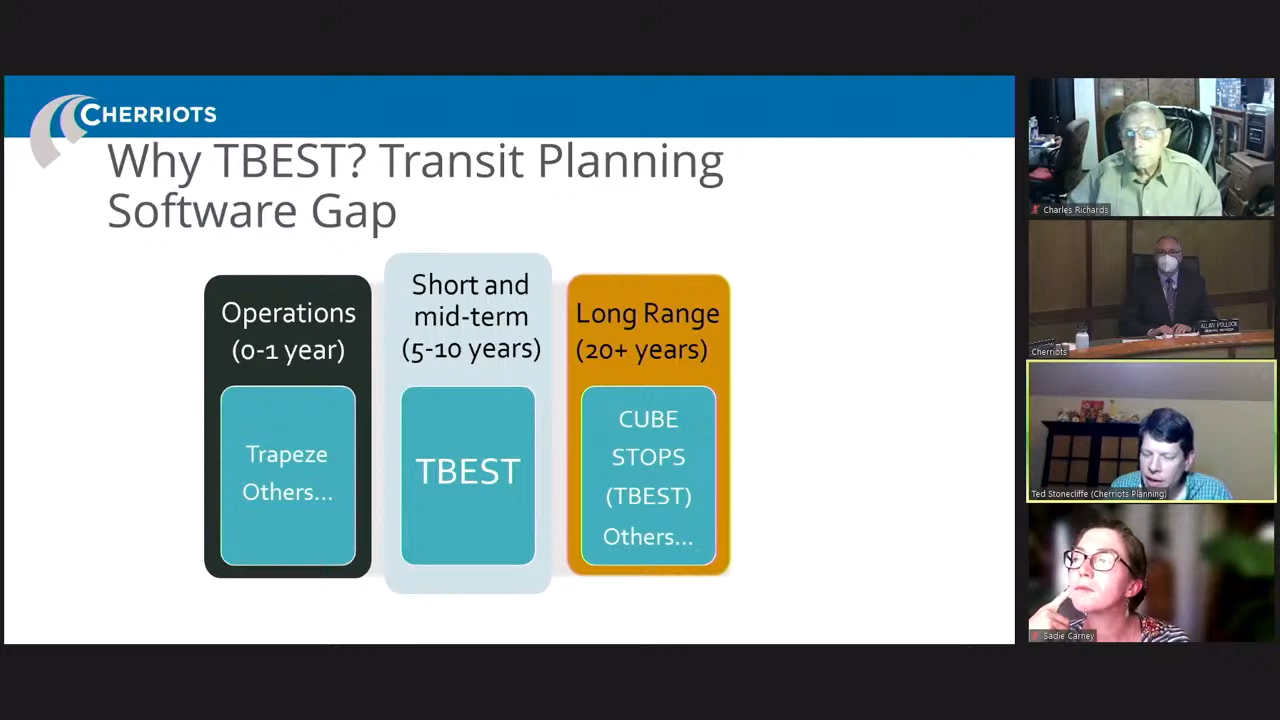 CHERRIOTS
Why TBEST? Transit Planning
Software Gap
Operations
(0-1 year)
Trapeze
Others...
Short and
mid-term
(5-10 years)
TBEST
Long Range
(20+ years)
CUBE
STOPS
(TBEST)
Others...
Charles Richards
ALLAN POLLOCK
Cherriots
Ted Stonecliffe (Cherriots Planning)
Sadie Carney